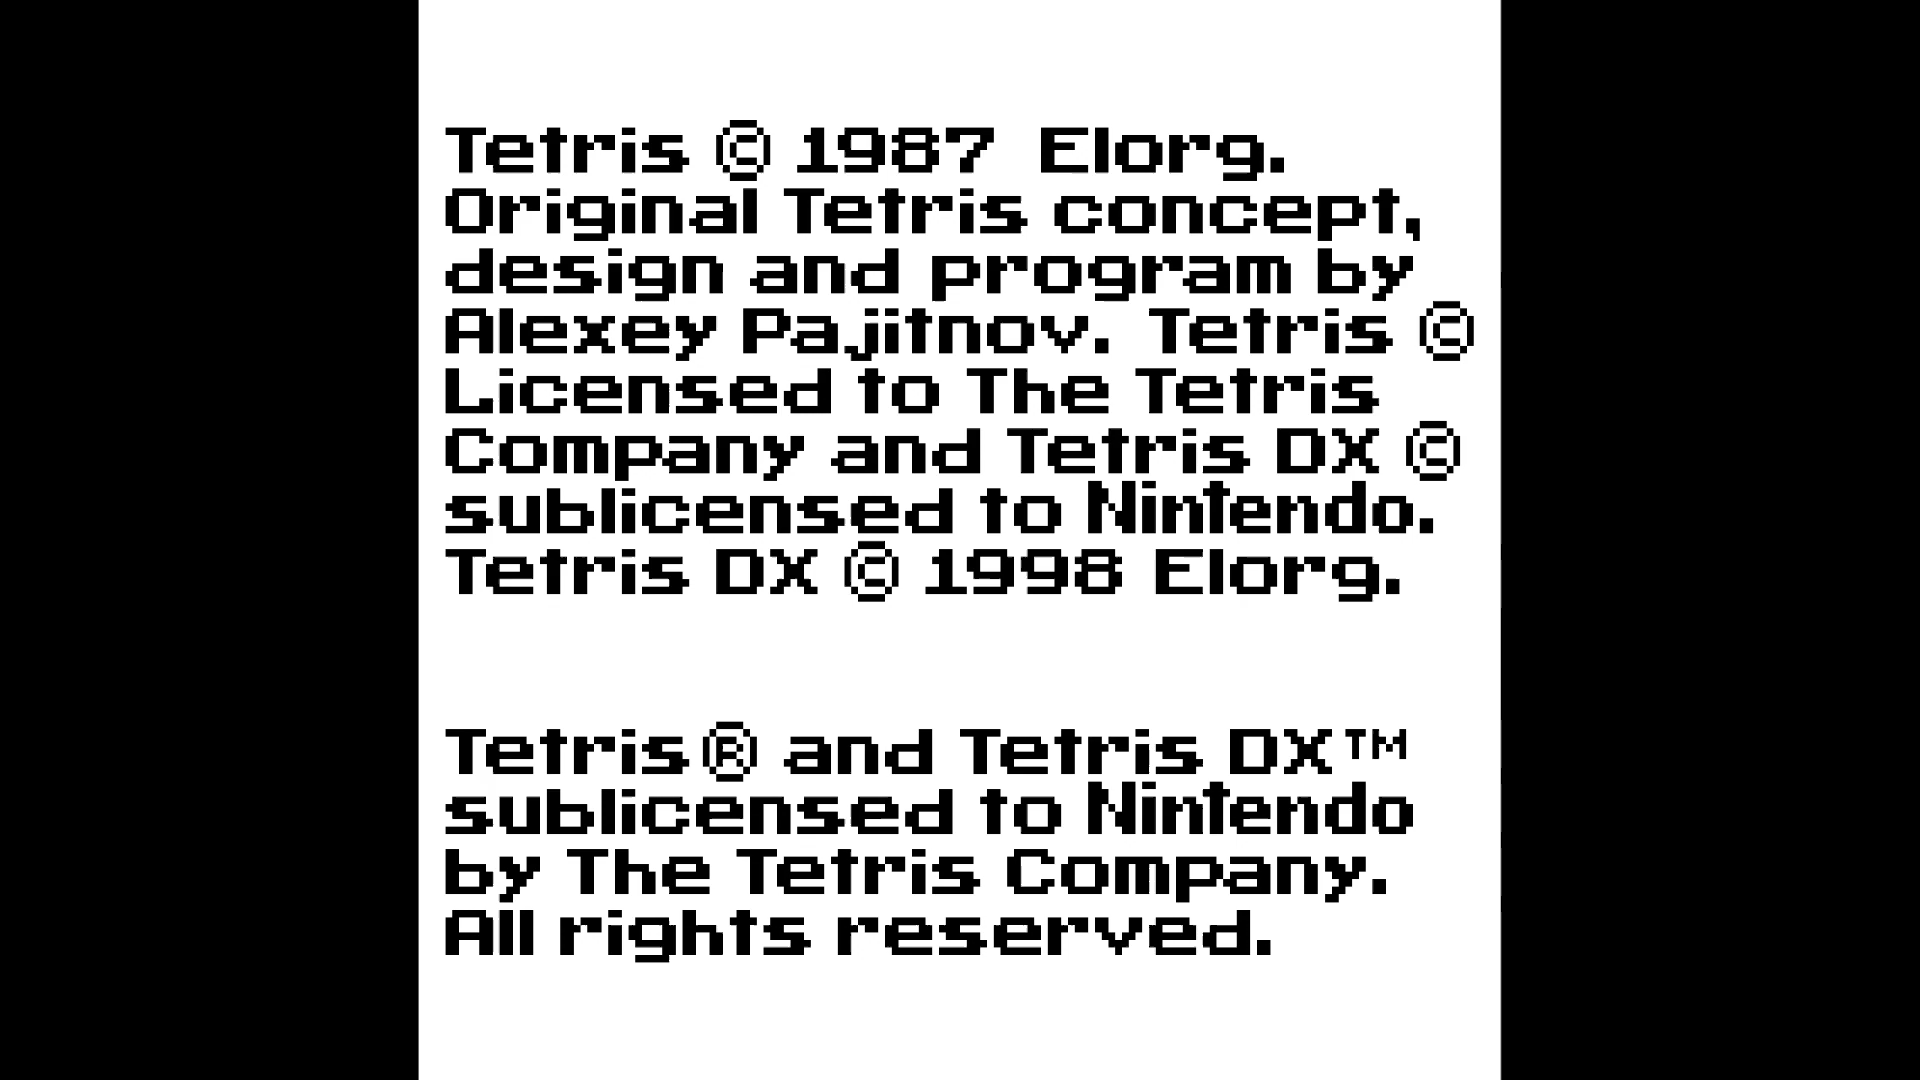 Tetris © 1987 Elorg.
Original Tetris concept,
design and program by
Alexey Pajitnov. Tetris ©
Licensed to The Tetris
Company and Tetris DX ©
sublicensed to Nintendo.
Tetris DX © 1998 Elorg.
Tetris® and Tetris DX™
sublicensed to Nintendo
by The Tetris Company.
All rights reserved.